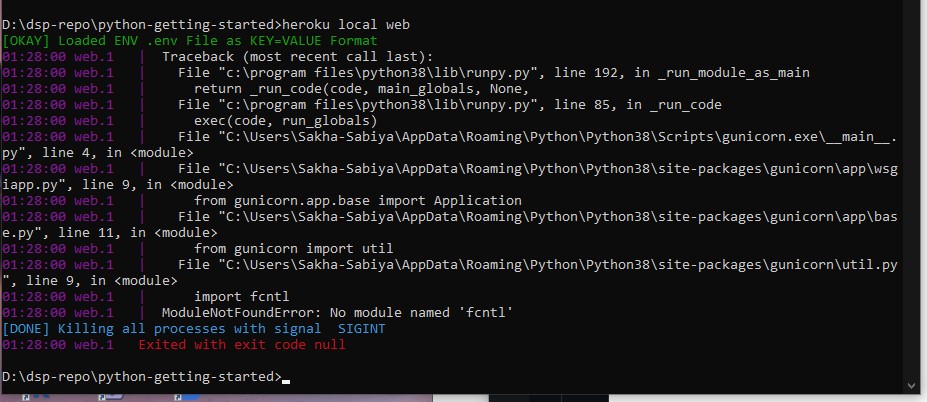 D:\dsp-repo\python-getting-started>heroku local web
[OKAY] Loaded ENV .env File as KEY=VALUE Format
01:28:00 web.1   |  Traceback (most recent call last):
01:28:00 web.1   |    File "c:\program files\python38\lib\runpy.py", line 192, in _run_module_as_main
01:28:00 web.1   |      return _run_code(code, main_globals, None,
01:28:00 web.1   |    File "c:\program files\python38\lib\runpy.py", line 85, in _run_code
01:28:00 web.1   |      exec(code, run_globals)
01:28:00 web.1   |    File "C:\Users\Sakha-Sabiya\AppData\Roaming\Python\Python38\Scripts\gunicorn.exe\__main__.
py", line 4, in <module>
01:28:00 web.1   |    File "C:\Users\Sakha-Sabiya\AppData\Roaming\Python\Python38\site-packages\gunicorn\app\wsg
iapp.py", line 9, in <module>
01:28:00 web.1   |      from gunicorn.app.base import Application
01:28:00 web.1   |    File "C:\Users\Sakha-Sabiya\AppData\Roaming\Python\Python38\site-packages\gunicorn\app\bas
e.py", line 11, in <module>
01:28:00 web.1   |      from gunicorn import util
01:28:00 web.1   |    File "C:\Users\Sakha-Sabiya\AppData\Roaming\Python\Python38\site-packages\gunicorn\util.py
", line 9, in <module>
01:28:00 web.1   |      import fcntl
01:28:00 web.1   |  ModuleNotFoundError: No module named 'fcntl'
[DONE] Killing all processes with signal  SIGINT
01:28:00 web.1   Exited with exit code null
D:\dsp-repo\python-getting-started>